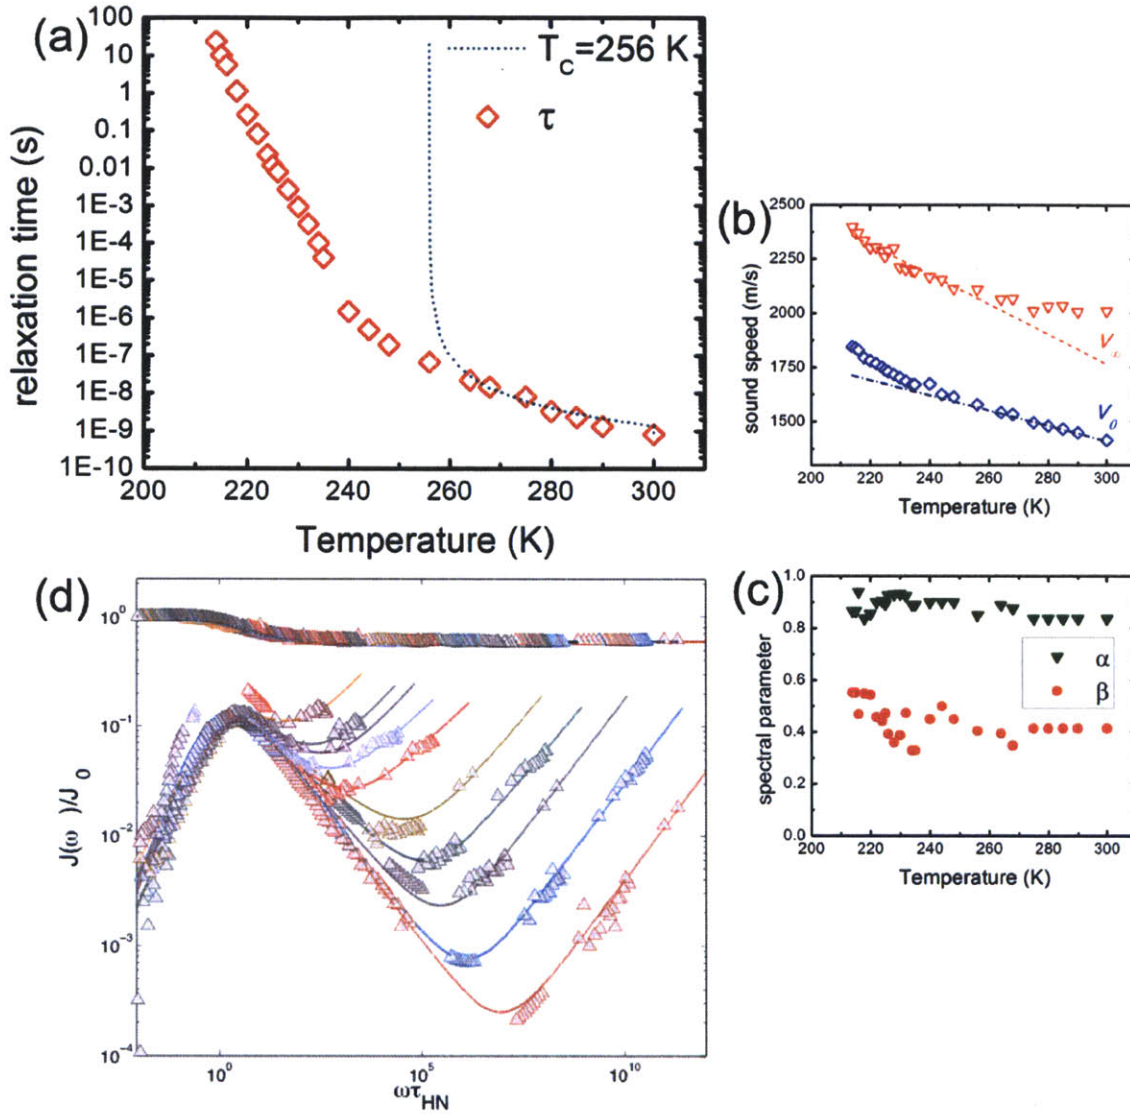 (a)
100
10
1
0.1
0.01
1E-3
1E-4
1E-5
1E-6
1E-7
1E-8
1E-9
1E-10
relaxation time (s)
T_C=256 K
τ
200 220 240 260 280 300
Temperature (K)
(b)
2500
2250
2000
1750
1500
sound speed (m/s)
V_∞
V_0
200 220 240 260 280 300
Temperature (K)
(c)
1.0
0.8
0.6
0.4
0.2
0.0
spectral parameter
α
β
200 220 240 260 280 300
Temperature (K)
(d)
10^0
10^-1
10^-2
10^-3
10^-4
J(ω )/J_0
10^0 10^5 10^10
ωτ_HN